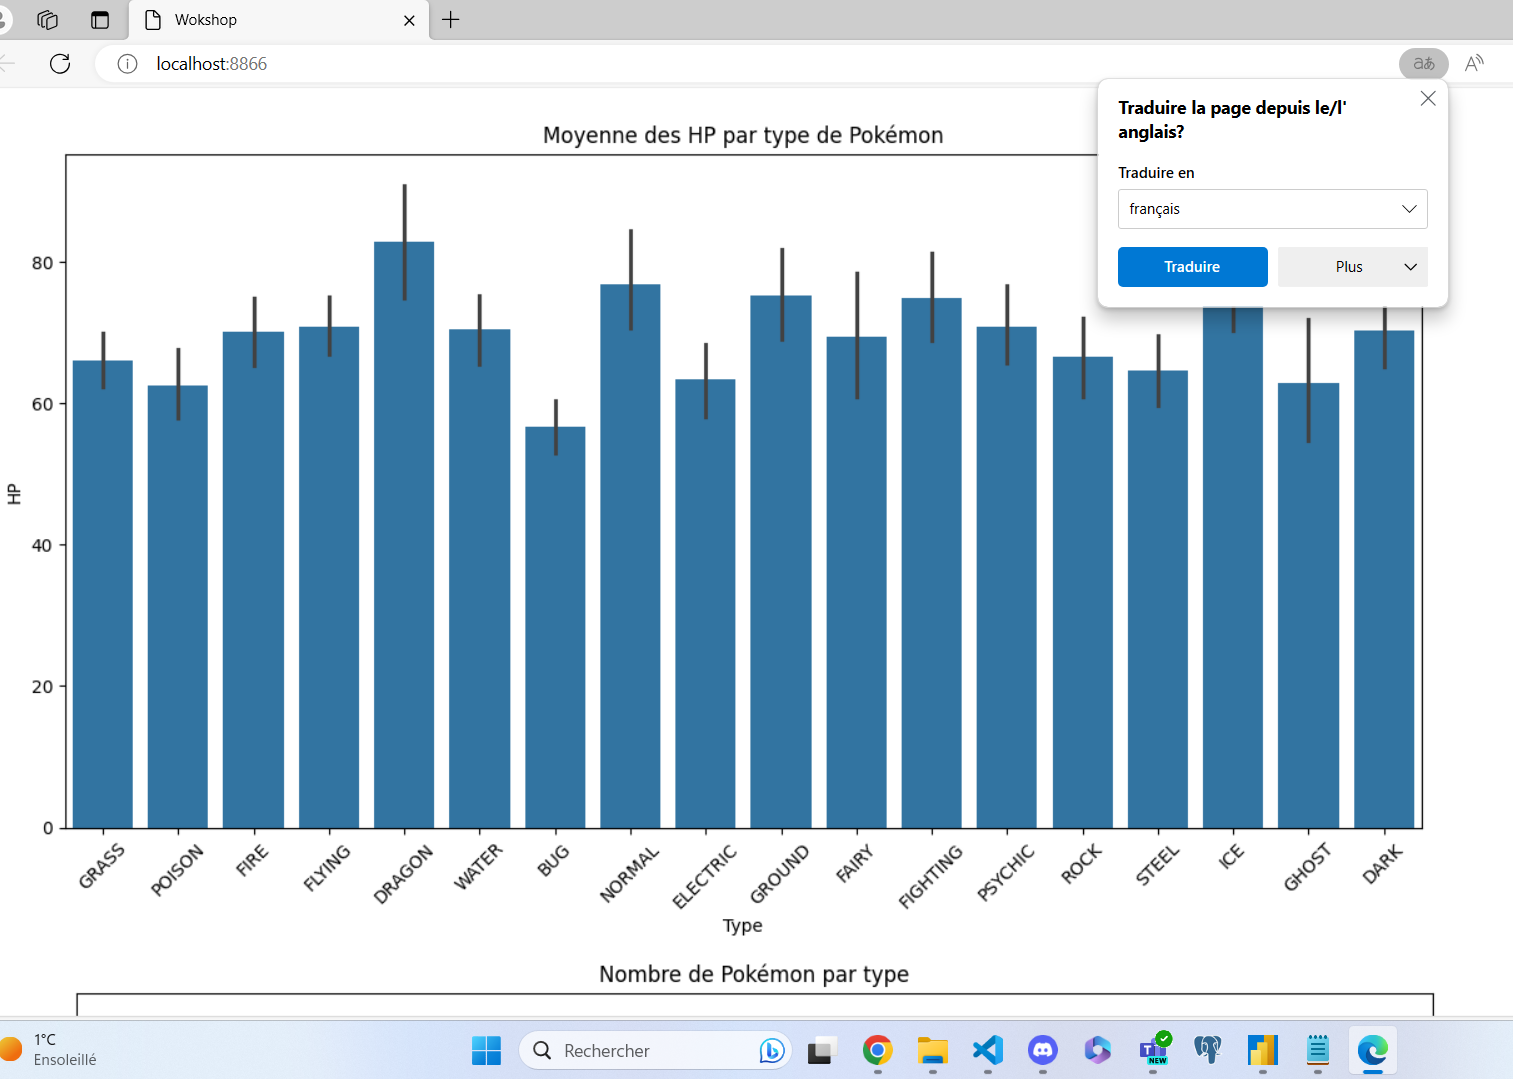 Wokshop
localhost:8866
Traduire la page depuis le/l'
anglais?
Traduire en
français
Traduire
Plus
Moyenne des HP par type de Pokémon
80
60
40
20
0
HP
GRASS
POISON
FIRE
FLYING
DRAGON
WATER
BUG
NORMAL
ELECTRIC
GROUND
FAIRY
FIGHTING
PSYCHIC
ROCK
STEEL
ICE
GHOST
DARK
Type
Nombre de Pokémon par type
1°C
Ensoleillé
Rechercher
NEW